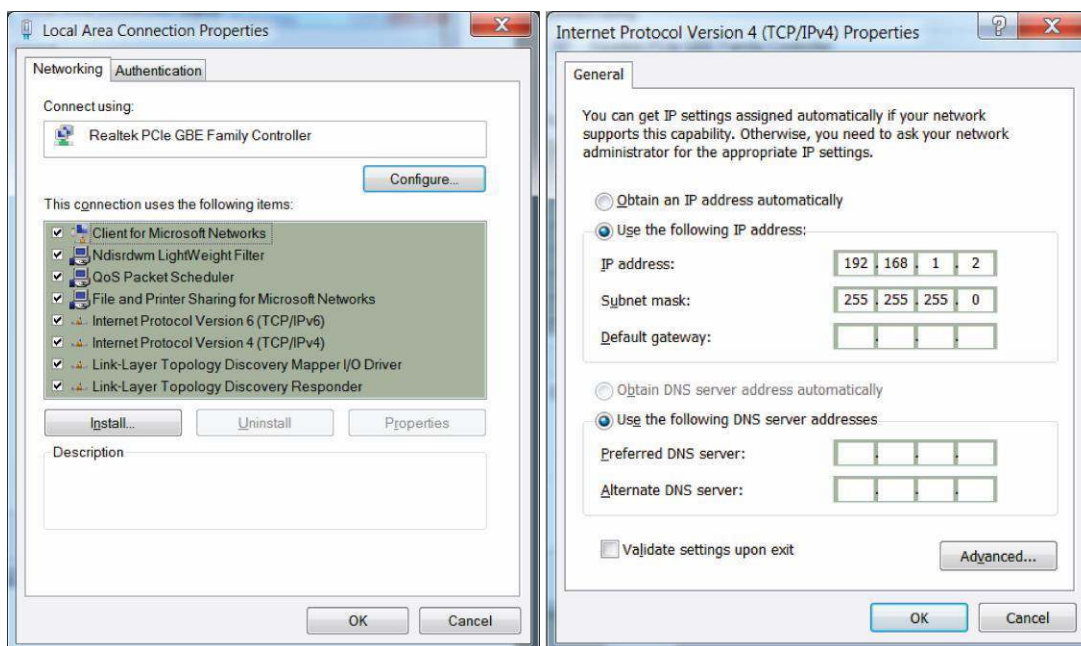 Local Area Connection Properties
Networking Authentication
Connect using:
Realtek PCIe GBE Family Controller
Configure...
This connection uses the following items:
Client for Microsoft Networks
Ndisrdwm LightWeight Filter
QoS Packet Scheduler
File and Printer Sharing for Microsoft Networks
Internet Protocol Version 6 (TCP/IPv6)
Internet Protocol Version 4 (TCP/IPv4)
Link-Layer Topology Discovery Mapper I/O Driver
Link-Layer Topology Discovery Responder
Install... Uninstall Properties
Description
OK Cancel
Internet Protocol Version 4 (TCP/IPv4) Properties
General
You can get IP settings assigned automatically if your network
supports this capability. Otherwise, you need to ask your network
administrator for the appropriate IP settings.
Obtain an IP address automatically
Use the following IP address:
IP address: 192 . 168 . 1 . 2
Subnet mask: 255 . 255 . 255 . 0
Default gateway: . . .
Obtain DNS server address automatically
Use the following DNS server addresses
Preferred DNS server: . . .
Alternate DNS server: . . .
Validate settings upon exit
Advanced...
OK Cancel